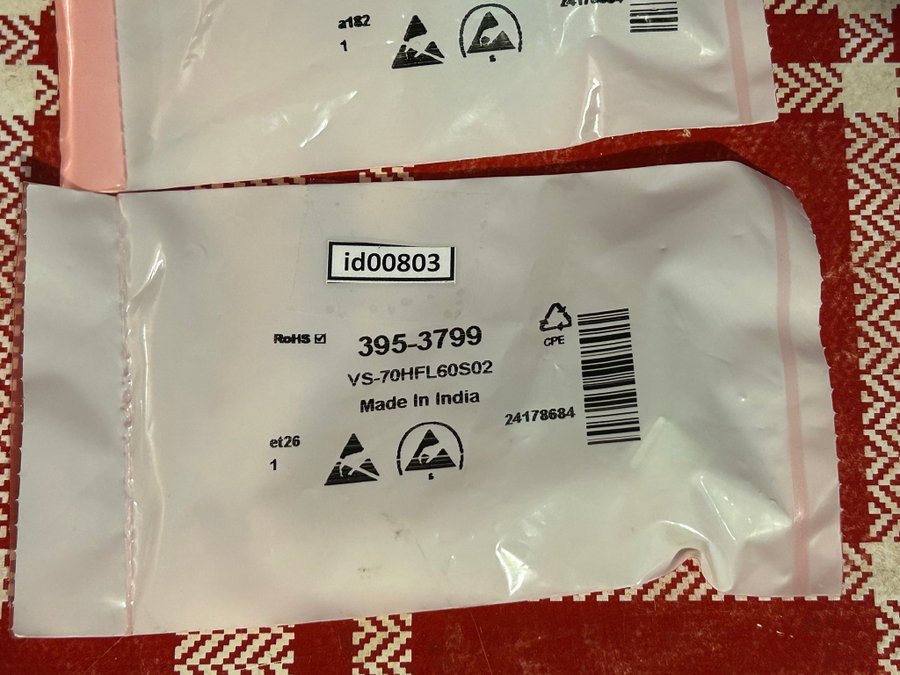 a182
1
id00803
RoHS
395-3799
CPE
VS-70HFL60S02
Made In India
24178684
et26
1
S